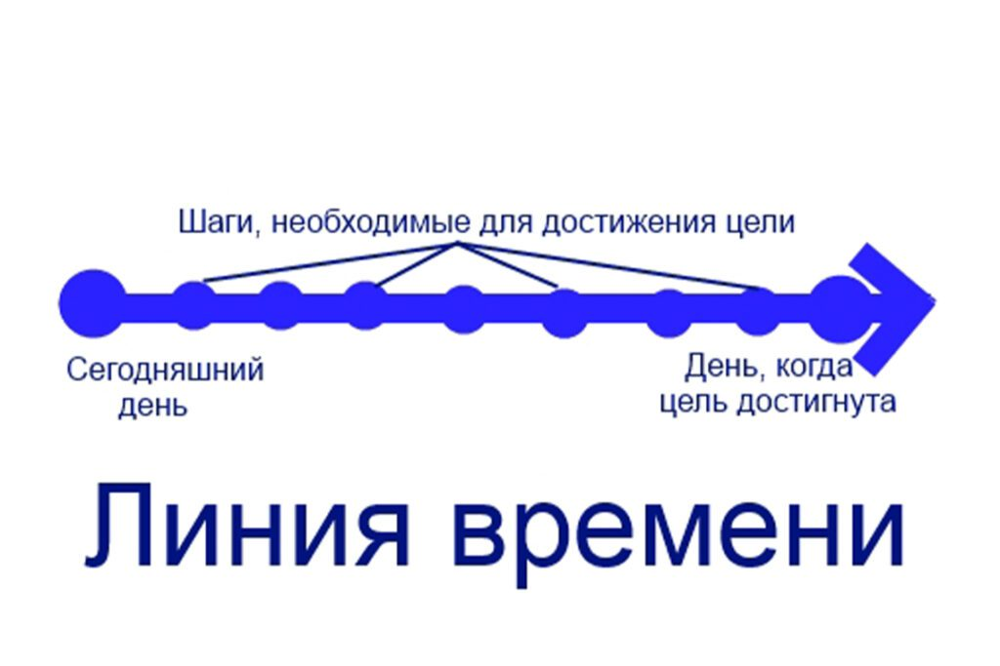 Шаги, необходимые для достижения цели
Сегодняшний
день
День, когда
цель достигнута
Линия времени